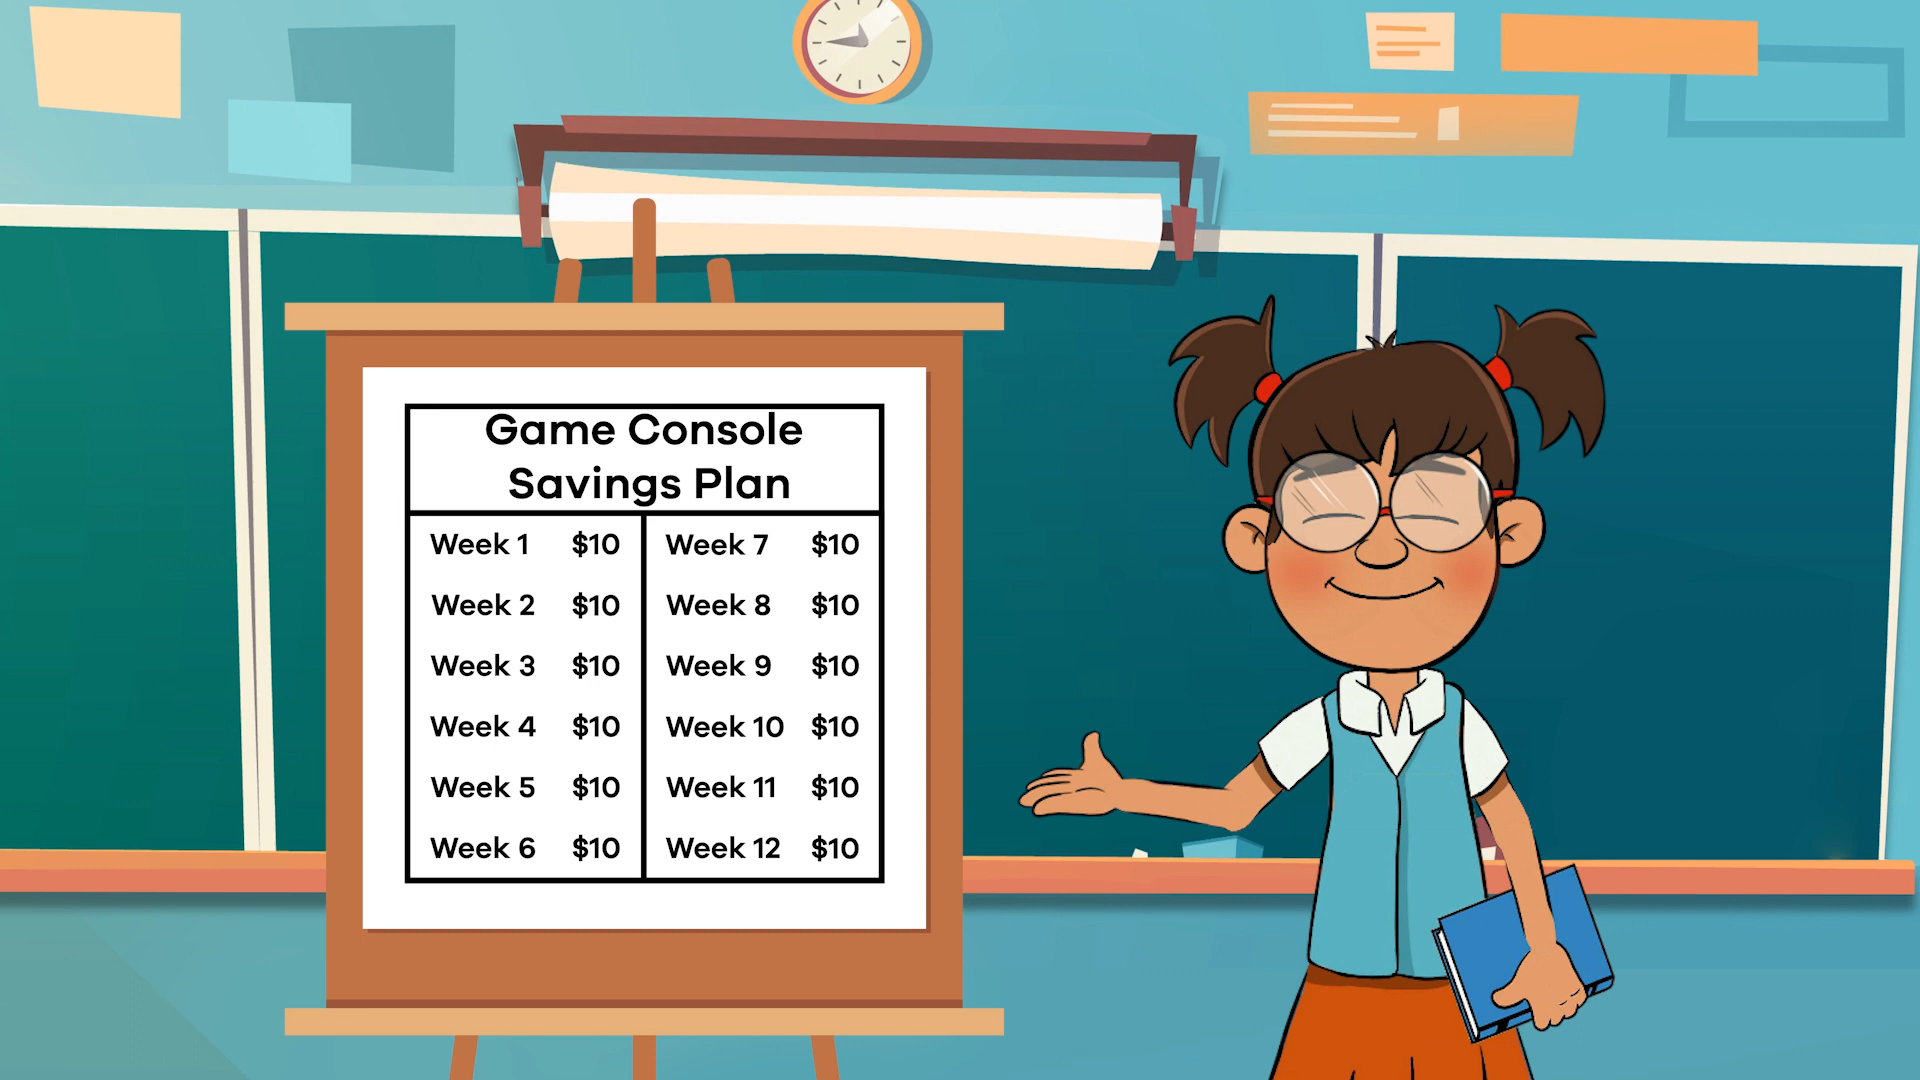 Game Console
Savings Plan
Week 1 $10
Week 2 $10
Week 3 $10
Week 4 $10
Week 5 $10
Week 6 $10
Week 7 $10
Week 8 $10
Week 9 $10
Week 10 $10
Week 11 $10
Week 12 $10